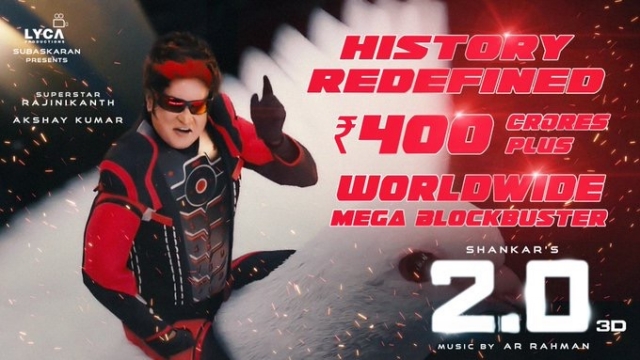 LYCA
PRODUCTIONS
SUBASKARAN
PRESENTS
SUPERSTAR
RAJINIKANTH
AKSHAY KUMAR
HISTORY
REDEFINED
₹400 CRORES
PLUS
WORLDWIDE
MEGA BLOCKBUSTER
SHANKAR'S
2.0 3D
MUSIC BY AR RAHMAN